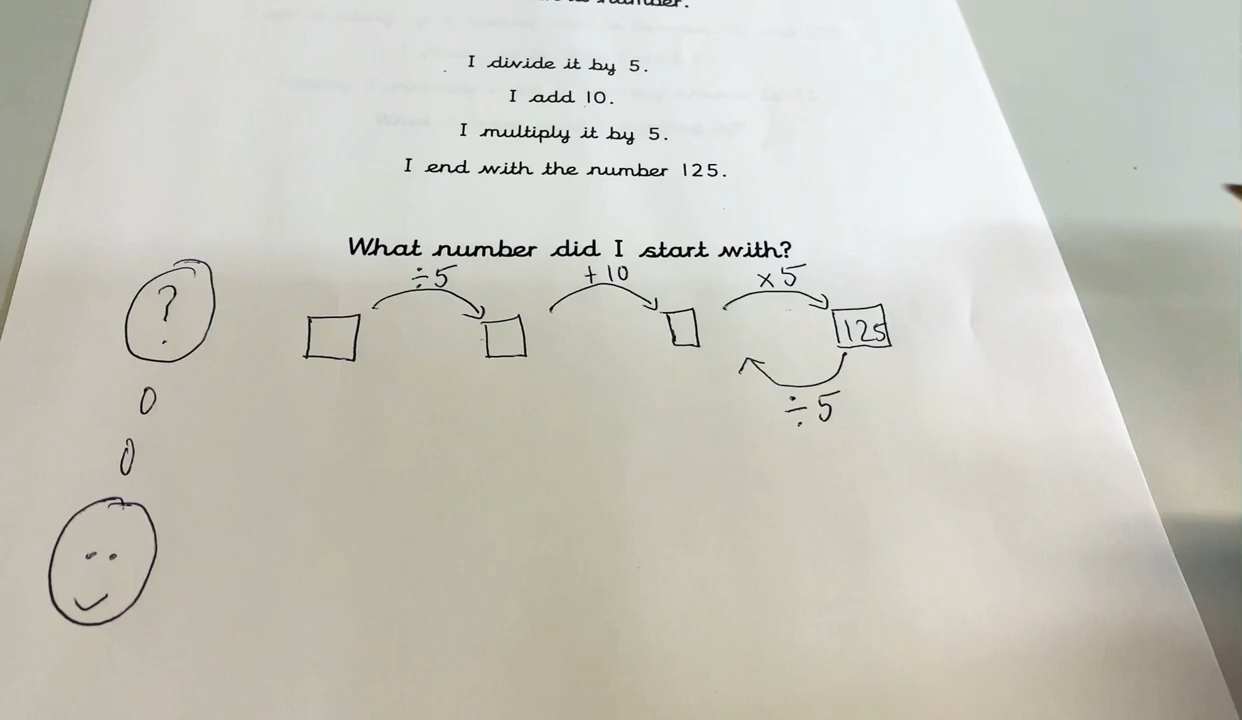 number.
I divide it by 5.
I add 10.
I multiply it by 5.
I end with the number 125.
What number did I start with?
÷5 +10 ×5
?
125
÷5